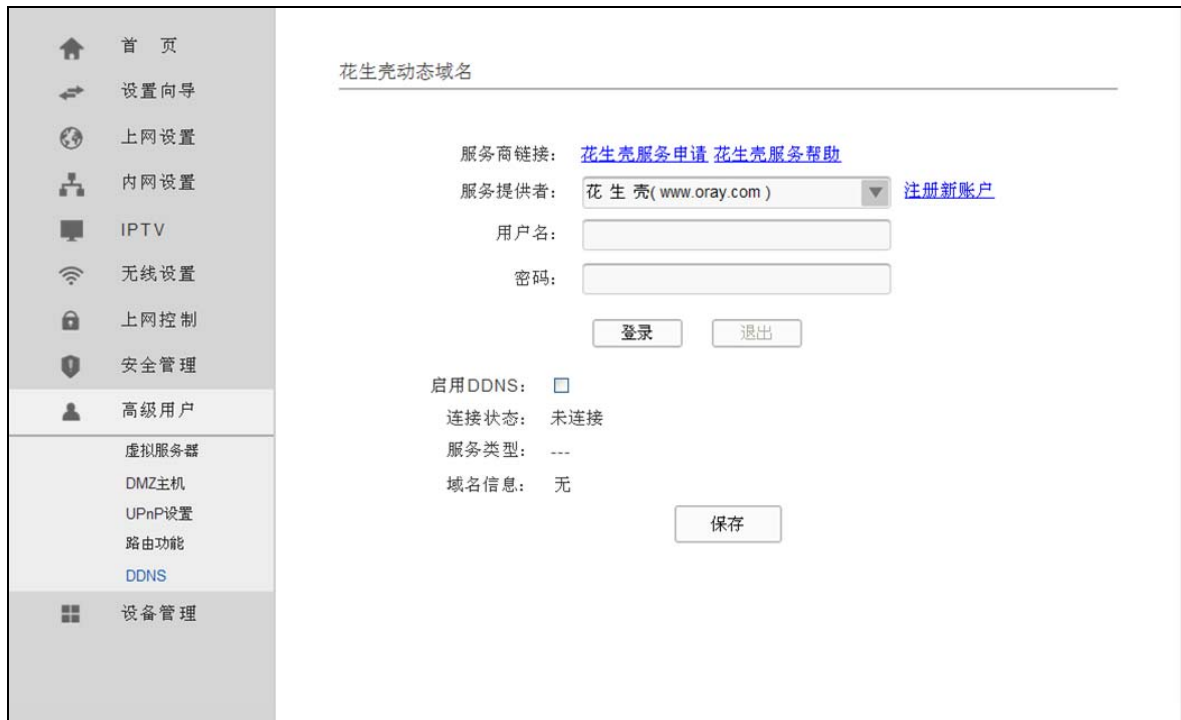 首 页
设置向导
上网设置
内网设置
IPTV
无线设置
上网控制
安全管理
高级用户
虚拟服务器
DMZ主机
UPnP设置
路由功能
DDNS
设备管理
花生壳动态域名
服务商链接： 花生壳服务申请 花生壳服务帮助
服务提供者： 花 生 壳( www.oray.com ) 注册新账户
用户名：
密码：
登录 退出
启用DDNS：
连接状态： 未连接
服务类型： ---
域名信息： 无
保存